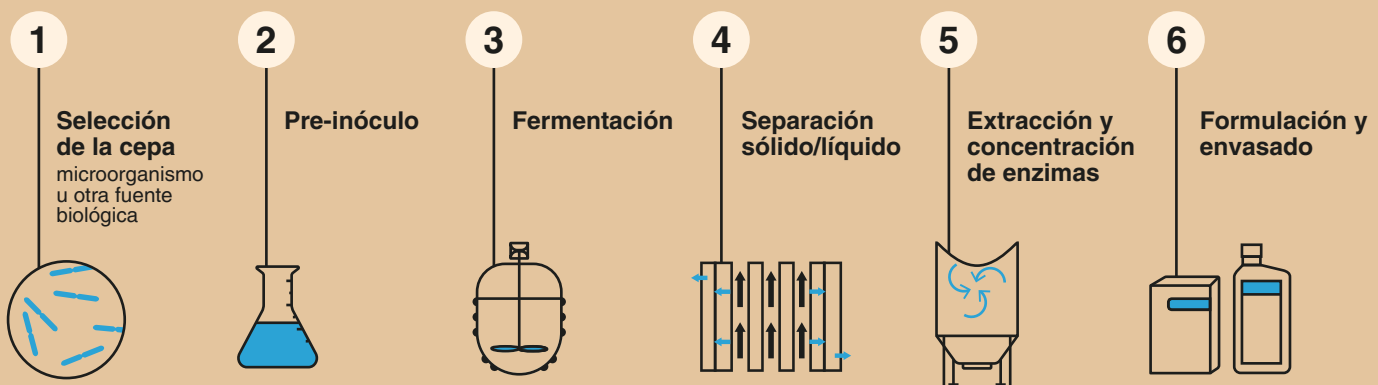 1
Selección
de la cepa
microorganismo
u otra fuente
biológica
2
Pre-inóculo
3
Fermentación
4
Separación
sólido/líquido
5
Extracción y
concentración
de enzimas
6
Formulación y
envasado